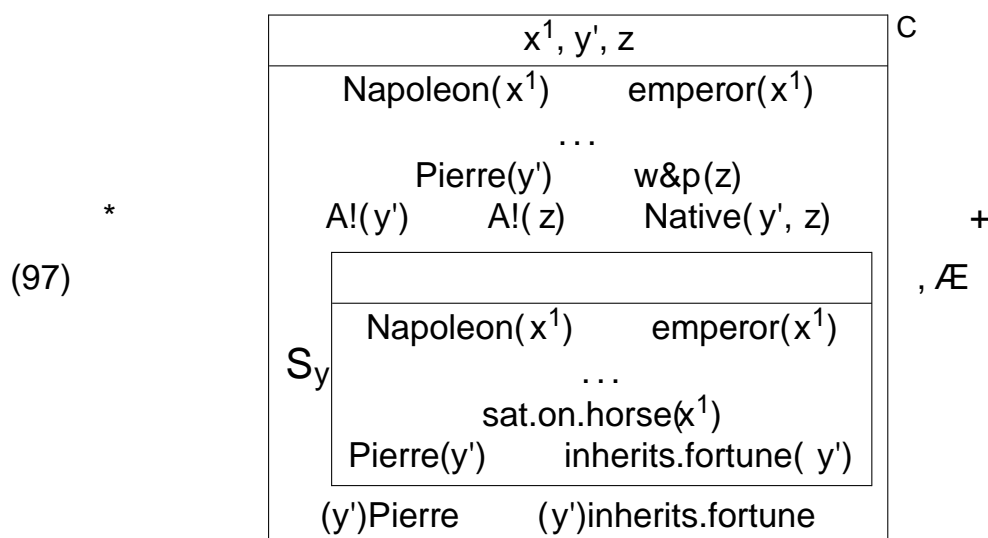 x¹, y', z C
Napoleon(x¹) emperor(x¹)
...
Pierre(y') w&p(z)
* A!(y') A!(z) Native(y', z) +
(97) , Æ
Napoleon(x¹) emperor(x¹)
S_y ...
sat.on.horse(x¹)
Pierre(y') inherits.fortune( y')
(y')Pierre (y')inherits.fortune